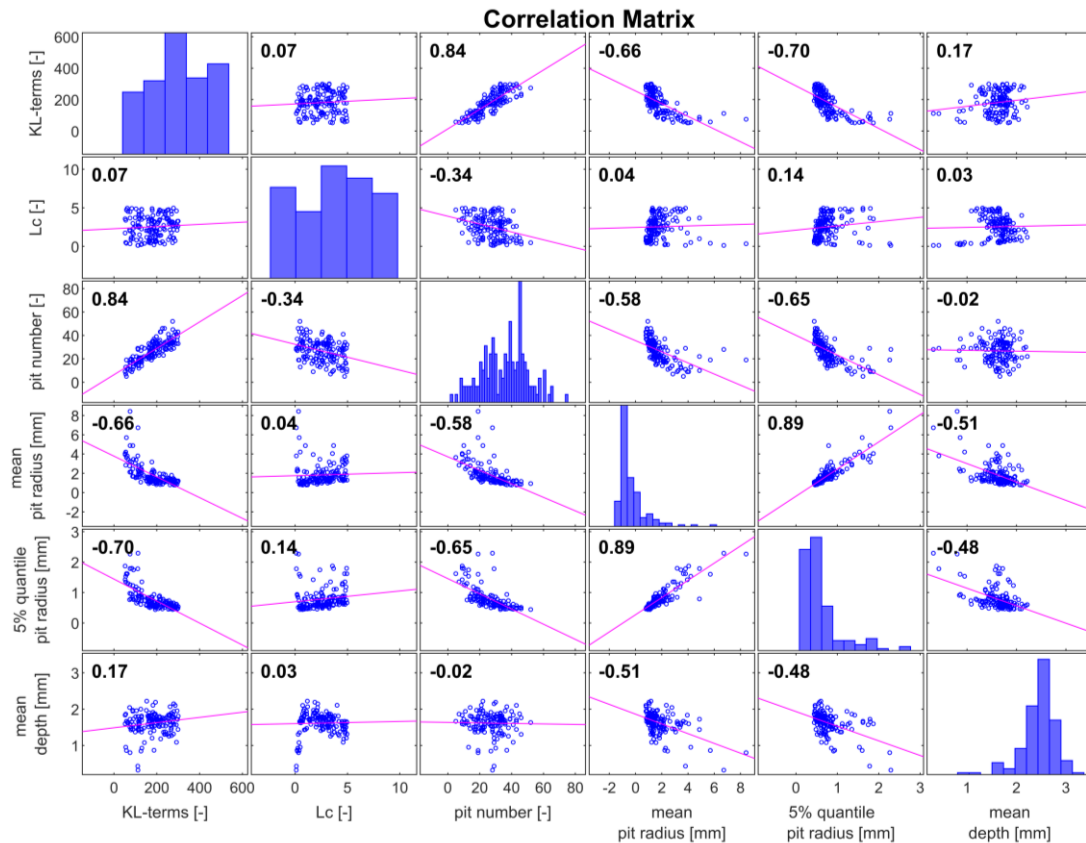 Correlation Matrix
KL-terms [-]
600
400
200
0
0.07
0.84
-0.66
-0.70
0.17
Lc [-]
10
5
0
0.07
-0.34
0.04
0.14
0.03
pit number [-]
80
60
40
20
0
0.84
-0.34
-0.58
-0.65
-0.02
mean
pit radius [mm]
8
6
4
2
0
-2
-0.66
0.04
-0.58
0.89
-0.51
5% quantile
pit radius [mm]
3
2
1
0
-0.70
0.14
-0.65
0.89
-0.48
mean
depth [mm]
3
2
1
0.17
0.03
-0.02
-0.51
-0.48
0 200 400 600
0 5 10
0 20 40 60 80
-2 0 2 4 6 8
0 1 2 3
1 2 3
KL-terms [-]
Lc [-]
pit number [-]
mean
pit radius [mm]
5% quantile
pit radius [mm]
mean
depth [mm]